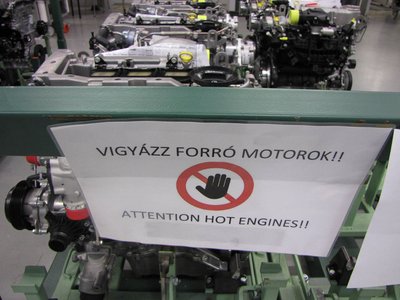 VIGYÁZZ FORRÓ MOTOROK!!
ATTENTION HOT ENGINES!!